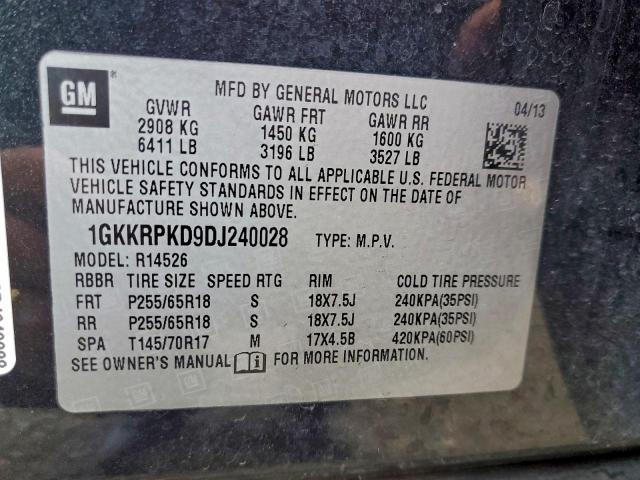 GM
MFD BY GENERAL MOTORS LLC
04/13
GVWR GAWR FRT GAWR RR
2908 KG 1450 KG 1600 KG
6411 LB 3196 LB 3527 LB
THIS VEHICLE CONFORMS TO ALL APPLICABLE U.S. FEDERAL MOTOR
VEHICLE SAFETY STANDARDS IN EFFECT ON THE DATE OF
MANUFACTURE SHOWN ABOVE.
1GKKRPKD9DJ240028 TYPE: M.P.V.
MODEL: R14526
RBBR TIRE SIZE SPEED RTG RIM COLD TIRE PRESSURE
FRT P255/65R18 S 18X7.5J 240KPA(35PSI)
RR P255/65R18 S 18X7.5J 240KPA(35PSI)
SPA T145/70R17 M 17X4.5B 420KPA(60PSI)
SEE OWNER'S MANUAL FOR MORE INFORMATION.